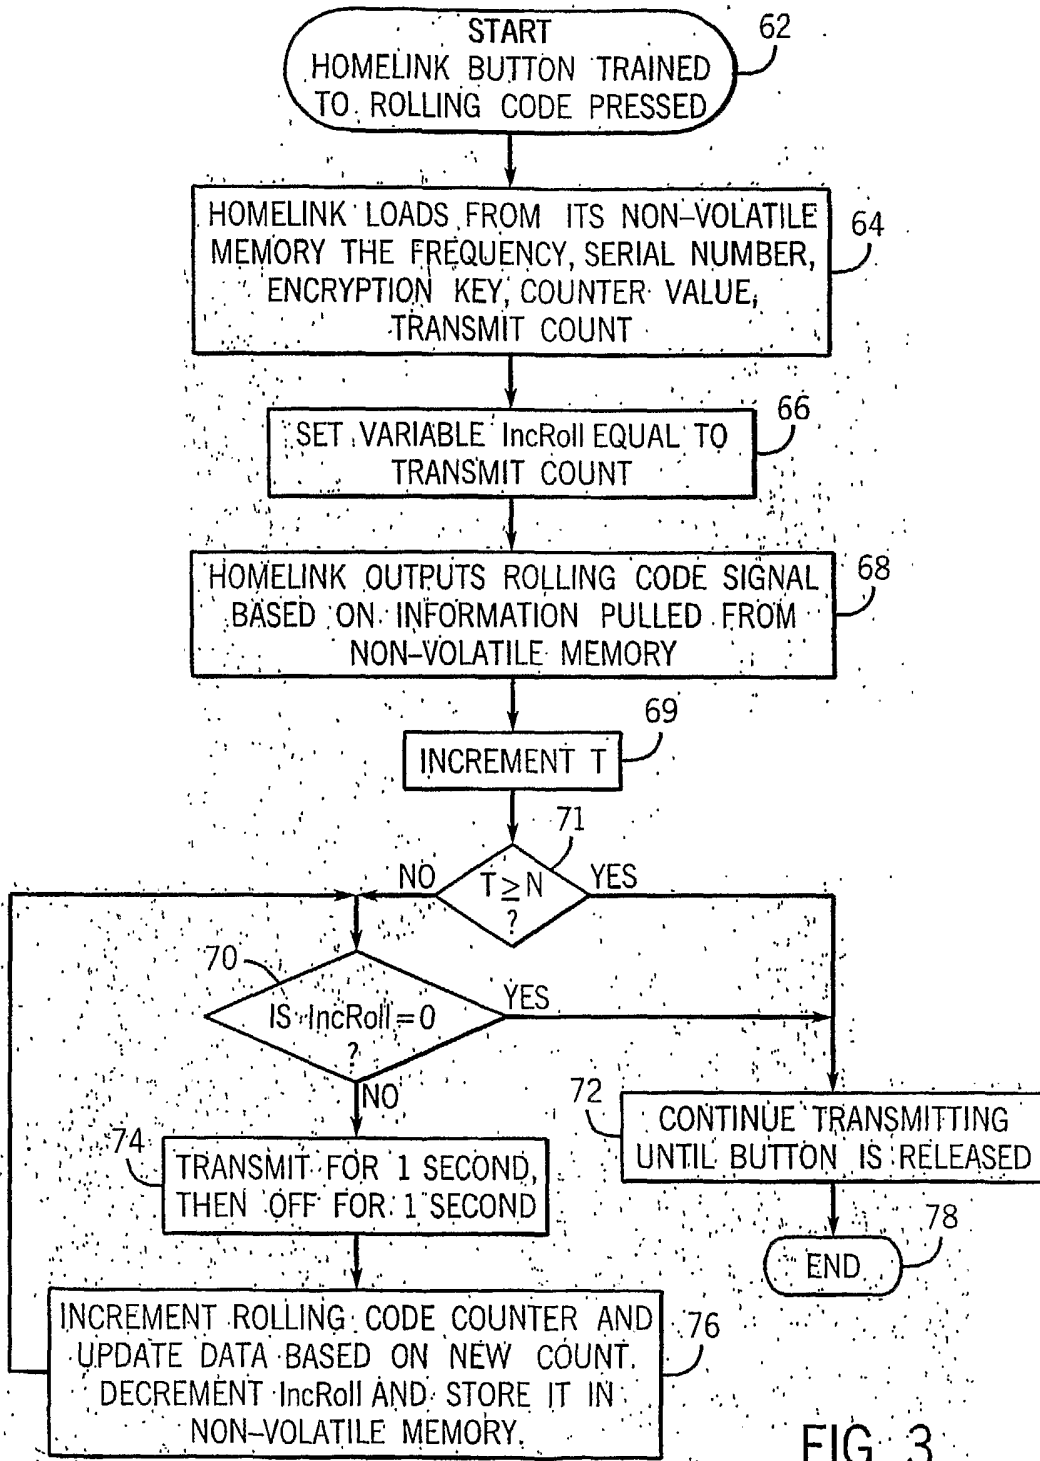 START
HOMELINK BUTTON TRAINED
TO ROLLING CODE PRESSED
62
HOMELINK LOADS FROM ITS NON-VOLATILE
MEMORY THE FREQUENCY, SERIAL NUMBER,
ENCRYPTION KEY, COUNTER VALUE,
TRANSMIT COUNT
64
SET VARIABLE IncRoll EQUAL TO
TRANSMIT COUNT
66
HOMELINK OUTPUTS ROLLING CODE SIGNAL
BASED ON INFORMATION PULLED FROM
NON-VOLATILE MEMORY
68
INCREMENT T
69
71
NO
T ≥ N
?
YES
70
IS IncRoll = 0
?
YES
NO
74
TRANSMIT FOR 1 SECOND,
THEN OFF FOR 1 SECOND
72
CONTINUE TRANSMITTING
UNTIL BUTTON IS RELEASED
78
END
INCREMENT ROLLING CODE COUNTER AND
UPDATE DATA BASED ON NEW COUNT.
DECREMENT IncRoll AND STORE IT IN
NON-VOLATILE MEMORY.
76
FIG. 3